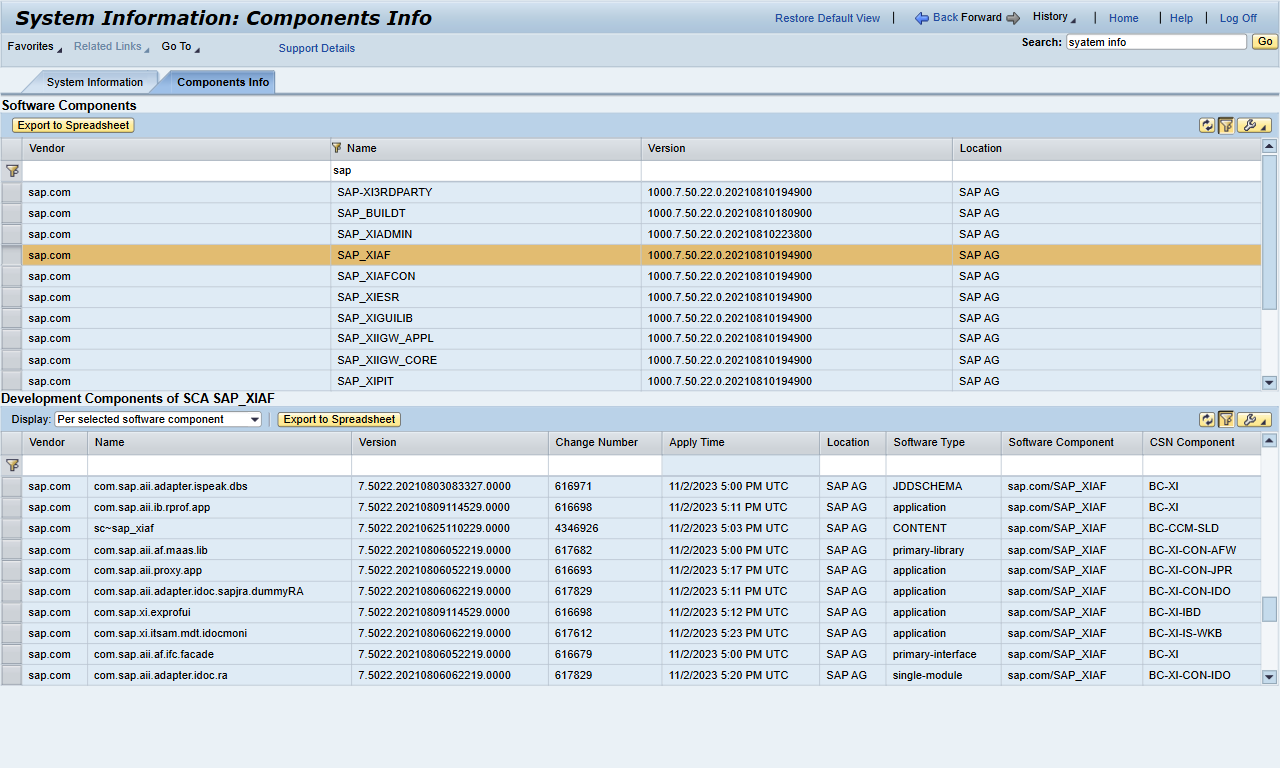 System Information: Components Info
Restore Default View | Back Forward History | Home | Help | Log Off
Favorites Related Links Go To Support Details Search: syatem info Go
System Information Components Info
Software Components
Export to Spreadsheet
Vendor Name Version Location
sap
sap.com SAP-XI3RDPARTY 1000.7.50.22.0.20210810194900 SAP AG
sap.com SAP_BUILDT 1000.7.50.22.0.20210810180900 SAP AG
sap.com SAP_XIADMIN 1000.7.50.22.0.20210810223800 SAP AG
sap.com SAP_XIAF 1000.7.50.22.0.20210810194900 SAP AG
sap.com SAP_XIAFCON 1000.7.50.22.0.20210810194900 SAP AG
sap.com SAP_XIESR 1000.7.50.22.0.20210810194900 SAP AG
sap.com SAP_XIGUILIB 1000.7.50.22.0.20210810194900 SAP AG
sap.com SAP_XIIGW_APPL 1000.7.50.22.0.20210810194900 SAP AG
sap.com SAP_XIIGW_CORE 1000.7.50.22.0.20210810194900 SAP AG
sap.com SAP_XIPIT 1000.7.50.22.0.20210810194900 SAP AG
Development Components of SCA SAP_XIAF
Display: Per selected software component Export to Spreadsheet
Vendor Name Version Change Number Apply Time Location Software Type Software Component CSN Component
sap.com com.sap.aii.adapter.ispeak.dbs 7.5022.20210803083327.0000 616971 11/2/2023 5:00 PM UTC SAP AG JDDSCHEMA sap.com/SAP_XIAF BC-XI
sap.com com.sap.aii.ib.rprof.app 7.5022.20210809114529.0000 616698 11/2/2023 5:11 PM UTC SAP AG application sap.com/SAP_XIAF BC-XI
sap.com sc~sap_xiaf 7.5022.20210625110229.0000 4346926 11/2/2023 5:03 PM UTC SAP AG CONTENT sap.com/SAP_XIAF BC-CCM-SLD
sap.com com.sap.aii.af.maas.lib 7.5022.20210806052219.0000 617682 11/2/2023 5:00 PM UTC SAP AG primary-library sap.com/SAP_XIAF BC-XI-CON-AFW
sap.com com.sap.aii.proxy.app 7.5022.20210806052219.0000 616693 11/2/2023 5:17 PM UTC SAP AG application sap.com/SAP_XIAF BC-XI-CON-JPR
sap.com com.sap.aii.adapter.idoc.sapjra.dummyRA 7.5022.20210806062219.0000 617829 11/2/2023 5:11 PM UTC SAP AG application sap.com/SAP_XIAF BC-XI-CON-IDO
sap.com com.sap.xi.exprofui 7.5022.20210809114529.0000 616698 11/2/2023 5:12 PM UTC SAP AG application sap.com/SAP_XIAF BC-XI-IBD
sap.com com.sap.xi.itsam.mdt.idocmoni 7.5022.20210806062219.0000 617612 11/2/2023 5:23 PM UTC SAP AG application sap.com/SAP_XIAF BC-XI-IS-WKB
sap.com com.sap.aii.af.ifc.facade 7.5022.20210806052219.0000 616679 11/2/2023 5:00 PM UTC SAP AG primary-interface sap.com/SAP_XIAF BC-XI
sap.com com.sap.aii.adapter.idoc.ra 7.5022.20210806062219.0000 617829 11/2/2023 5:20 PM UTC SAP AG single-module sap.com/SAP_XIAF BC-XI-CON-IDO